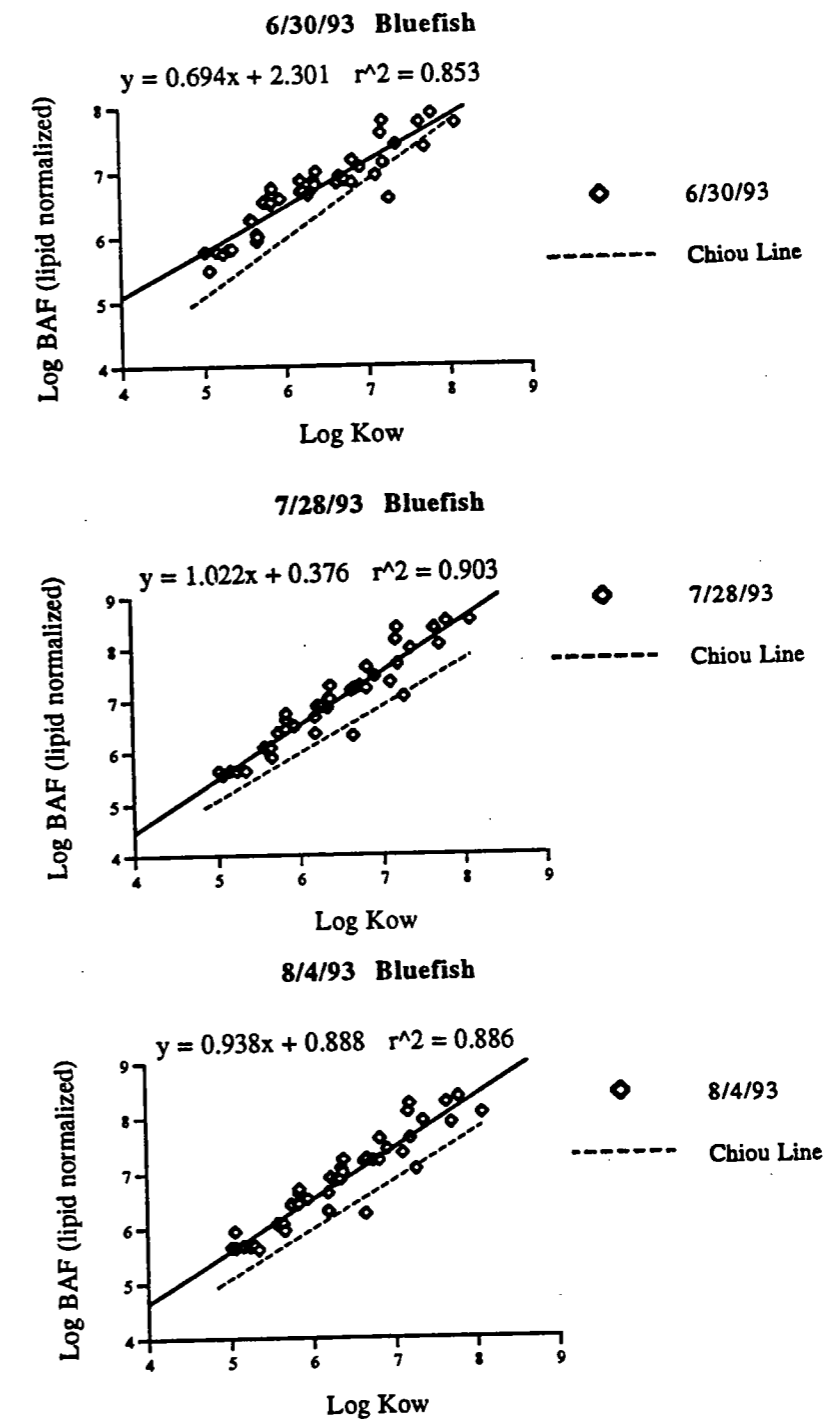 6/30/93 Bluefish
y = 0.694x + 2.301 r^2 = 0.853
Log BAF (lipid normalized)
8
7
6
5
4
4 5 6 7 8 9
Log Kow
6/30/93
Chiou Line
7/28/93 Bluefish
y = 1.022x + 0.376 r^2 = 0.903
Log BAF (lipid normalized)
9
8
7
6
5
4
4 5 6 7 8 9
Log Kow
7/28/93
Chiou Line
8/4/93 Bluefish
y = 0.938x + 0.888 r^2 = 0.886
Log BAF (lipid normalized)
9
8
7
6
5
4
4 5 6 7 8 9
Log Kow
8/4/93
Chiou Line